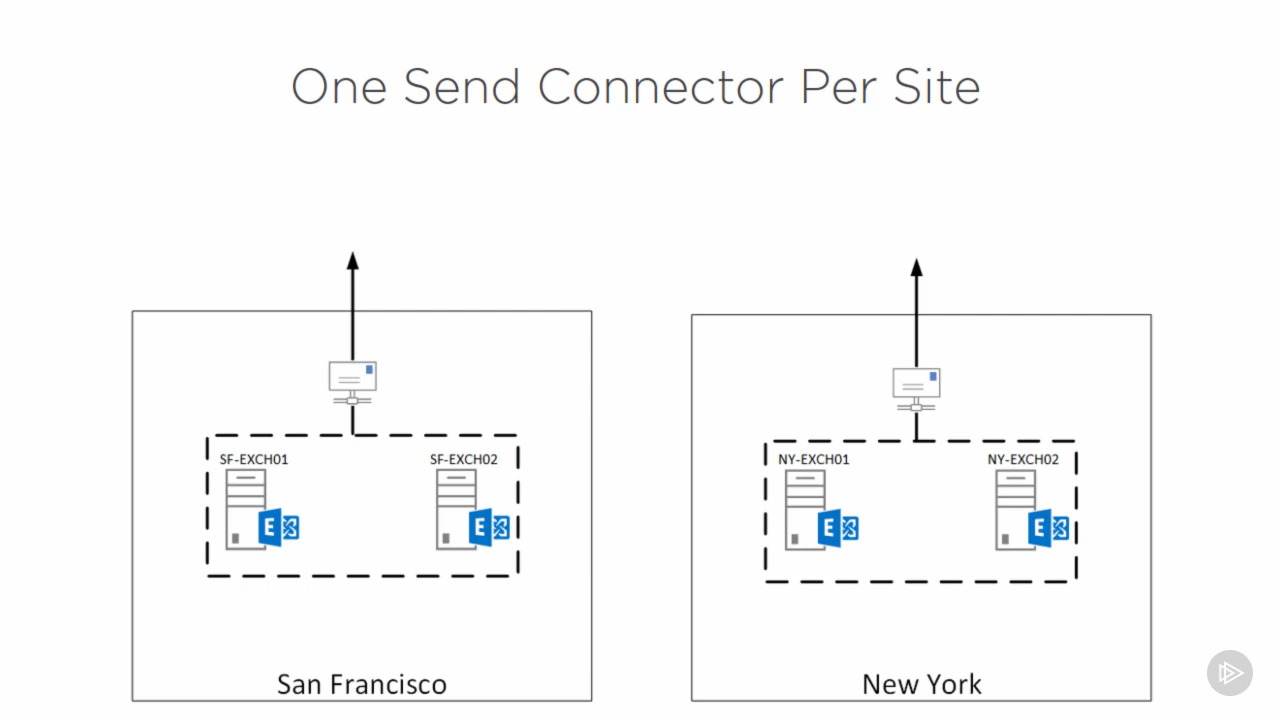 One Send Connector Per Site
SF-EXCH01
SF-EXCH02
NY-EXCH01
NY-EXCH02
E
E
E
E
San Francisco
New York